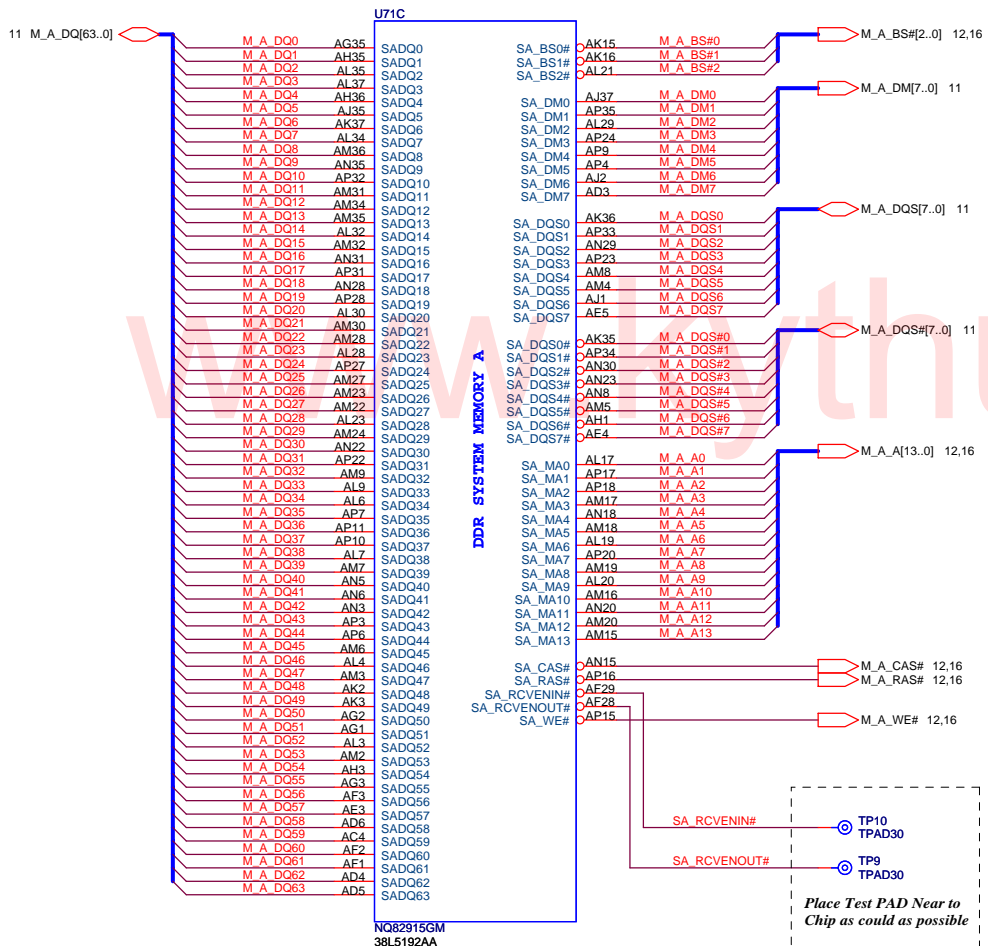 U71C
11 M_A_DQ[63..0]
M_A_DQ0 AG35 SADQ0
M_A_DQ1 AH35 SADQ1
M_A_DQ2 AL35 SADQ2
M_A_DQ3 AL37 SADQ3
M_A_DQ4 AH36 SADQ4
M_A_DQ5 AJ35 SADQ5
M_A_DQ6 AK37 SADQ6
M_A_DQ7 AL34 SADQ7
M_A_DQ8 AM36 SADQ8
M_A_DQ9 AN35 SADQ9
M_A_DQ10 AP32 SADQ10
M_A_DQ11 AM31 SADQ11
M_A_DQ12 AM34 SADQ12
M_A_DQ13 AM35 SADQ13
M_A_DQ14 AL32 SADQ14
M_A_DQ15 AM32 SADQ15
M_A_DQ16 AN31 SADQ16
M_A_DQ17 AP31 SADQ17
M_A_DQ18 AN28 SADQ18
M_A_DQ19 AP28 SADQ19
M_A_DQ20 AL30 SADQ20
M_A_DQ21 AM30 SADQ21
M_A_DQ22 AM28 SADQ22
M_A_DQ23 AL28 SADQ23
M_A_DQ24 AP27 SADQ24
M_A_DQ25 AM27 SADQ25
M_A_DQ26 AM23 SADQ26
M_A_DQ27 AM22 SADQ27
M_A_DQ28 AL23 SADQ28
M_A_DQ29 AM24 SADQ29
M_A_DQ30 AN22 SADQ30
M_A_DQ31 AP22 SADQ31
M_A_DQ32 AM9 SADQ32
M_A_DQ33 AL9 SADQ33
M_A_DQ34 AL6 SADQ34
M_A_DQ35 AP7 SADQ35
M_A_DQ36 AP11 SADQ36
M_A_DQ37 AP10 SADQ37
M_A_DQ38 AL7 SADQ38
M_A_DQ39 AM7 SADQ39
M_A_DQ40 AN5 SADQ40
M_A_DQ41 AN6 SADQ41
M_A_DQ42 AN3 SADQ42
M_A_DQ43 AP3 SADQ43
M_A_DQ44 AP6 SADQ44
M_A_DQ45 AM6 SADQ45
M_A_DQ46 AL4 SADQ46
M_A_DQ47 AM3 SADQ47
M_A_DQ48 AK2 SADQ48
M_A_DQ49 AK3 SADQ49
M_A_DQ50 AG2 SADQ50
M_A_DQ51 AG1 SADQ51
M_A_DQ52 AL3 SADQ52
M_A_DQ53 AM2 SADQ53
M_A_DQ54 AH3 SADQ54
M_A_DQ55 AG3 SADQ55
M_A_DQ56 AF3 SADQ56
M_A_DQ57 AE3 SADQ57
M_A_DQ58 AD6 SADQ58
M_A_DQ59 AC4 SADQ59
M_A_DQ60 AF2 SADQ60
M_A_DQ61 AF1 SADQ61
M_A_DQ62 AD4 SADQ62
M_A_DQ63 AD5 SADQ63
DDR SYSTEM MEMORY A
SA_BS0# AK15 M_A_BS#0
SA_BS1# AK16 M_A_BS#1
SA_BS2# AL21 M_A_BS#2
M_A_BS#[2..0] 12,16
SA_DM0 AJ37 M_A_DM0
SA_DM1 AP35 M_A_DM1
SA_DM2 AL29 M_A_DM2
SA_DM3 AP24 M_A_DM3
SA_DM4 AP9 M_A_DM4
SA_DM5 AP4 M_A_DM5
SA_DM6 AJ2 M_A_DM6
SA_DM7 AD3 M_A_DM7
M_A_DM[7..0] 11
SA_DQS0 AK36 M_A_DQS0
SA_DQS1 AP33 M_A_DQS1
SA_DQS2 AN29 M_A_DQS2
SA_DQS3 AP23 M_A_DQS3
SA_DQS4 AM8 M_A_DQS4
SA_DQS5 AM4 M_A_DQS5
SA_DQS6 AJ1 M_A_DQS6
SA_DQS7 AE5 M_A_DQS7
M_A_DQS[7..0] 11
SA_DQS0# AK35 M_A_DQS#0
SA_DQS1# AP34 M_A_DQS#1
SA_DQS2# AN30 M_A_DQS#2
SA_DQS3# AN23 M_A_DQS#3
SA_DQS4# AN8 M_A_DQS#4
SA_DQS5# AM5 M_A_DQS#5
SA_DQS6# AH1 M_A_DQS#6
SA_DQS7# AE4 M_A_DQS#7
M_A_DQS#[7..0] 11
SA_MA0 AL17 M_A_A0
SA_MA1 AP17 M_A_A1
SA_MA2 AP18 M_A_A2
SA_MA3 AM17 M_A_A3
SA_MA4 AN18 M_A_A4
SA_MA5 AM18 M_A_A5
SA_MA6 AL19 M_A_A6
SA_MA7 AP20 M_A_A7
SA_MA8 AM19 M_A_A8
SA_MA9 AL20 M_A_A9
SA_MA10 AM16 M_A_A10
SA_MA11 AN20 M_A_A11
SA_MA12 AM20 M_A_A12
SA_MA13 AM15 M_A_A13
M_A_A[13..0] 12,16
SA_CAS# AN15 M_A_CAS# 12,16
SA_RAS# AP16 M_A_RAS# 12,16
SA_RCVENIN# AF29
SA_RCVENOUT# AF28
SA_WE# AP15 M_A_WE# 12,16
SA_RCVENIN# TP10
TPAD30
SA_RCVENOUT# TP9
TPAD30
Place Test PAD Near to
Chip as could as possible
NQ82915GM
38L5192AA
www.kythu